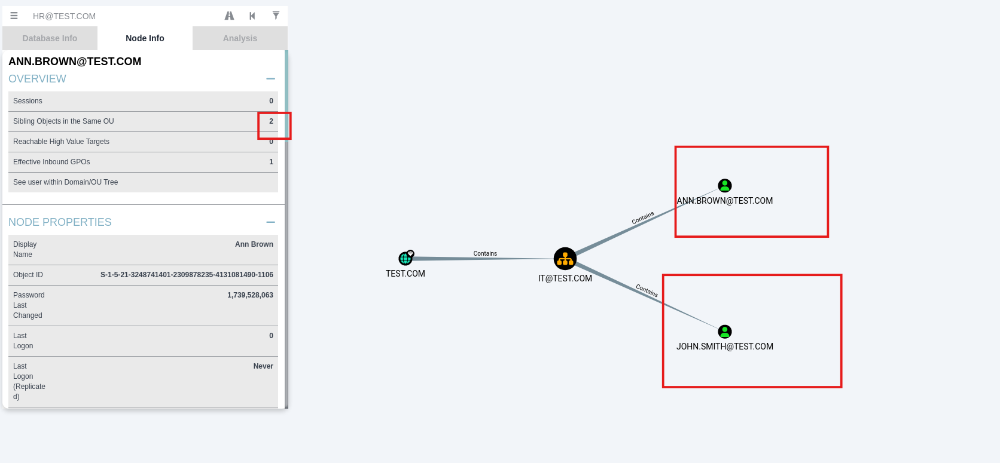 HR@TEST.COM
Database Info
Node Info
Analysis
ANN.BROWN@TEST.COM
OVERVIEW
Sessions 0
Sibling Objects in the Same OU 2
Reachable High Value Targets 0
Effective Inbound GPOs 1
See user within Domain/OU Tree
NODE PROPERTIES
Display Ann Brown
Name
Object ID S-1-5-21-3248741401-2309878235-4131081490-1106
Password 1,739,528,063
Last
Changed
Last 0
Logon
Last Never
Logon
(Replicate
d)
ANN.BROWN@TEST.COM
Contains
Contains
TEST.COM
IT@TEST.COM
Contains
JOHN.SMITH@TEST.COM